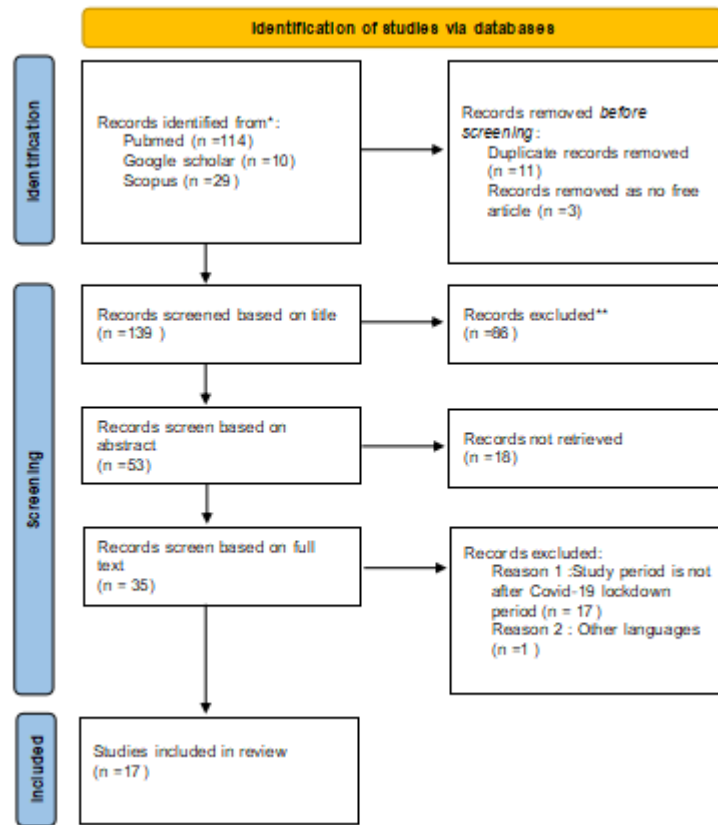 Identification of studies via databases
Identification
Records identified from*:
Pubmed (n =114)
Google scholar (n =10)
Scopus (n =29)
Records removed before
screening:
Duplicate records removed
(n =11)
Records removed as no free
article (n =3)
Screening
Records screened based on title
(n =139 )
Records excluded**
(n =86 )
Records screen based on
abstract
(n =53)
Records not retrieved
(n =18)
Records screen based on full
text
(n = 35)
Records excluded:
Reason 1 :Study period is not
after Covid-19 lockdown
period (n = 17)
Reason 2 : Other languages
(n =1 )
Included
Studies included in review
(n =17)